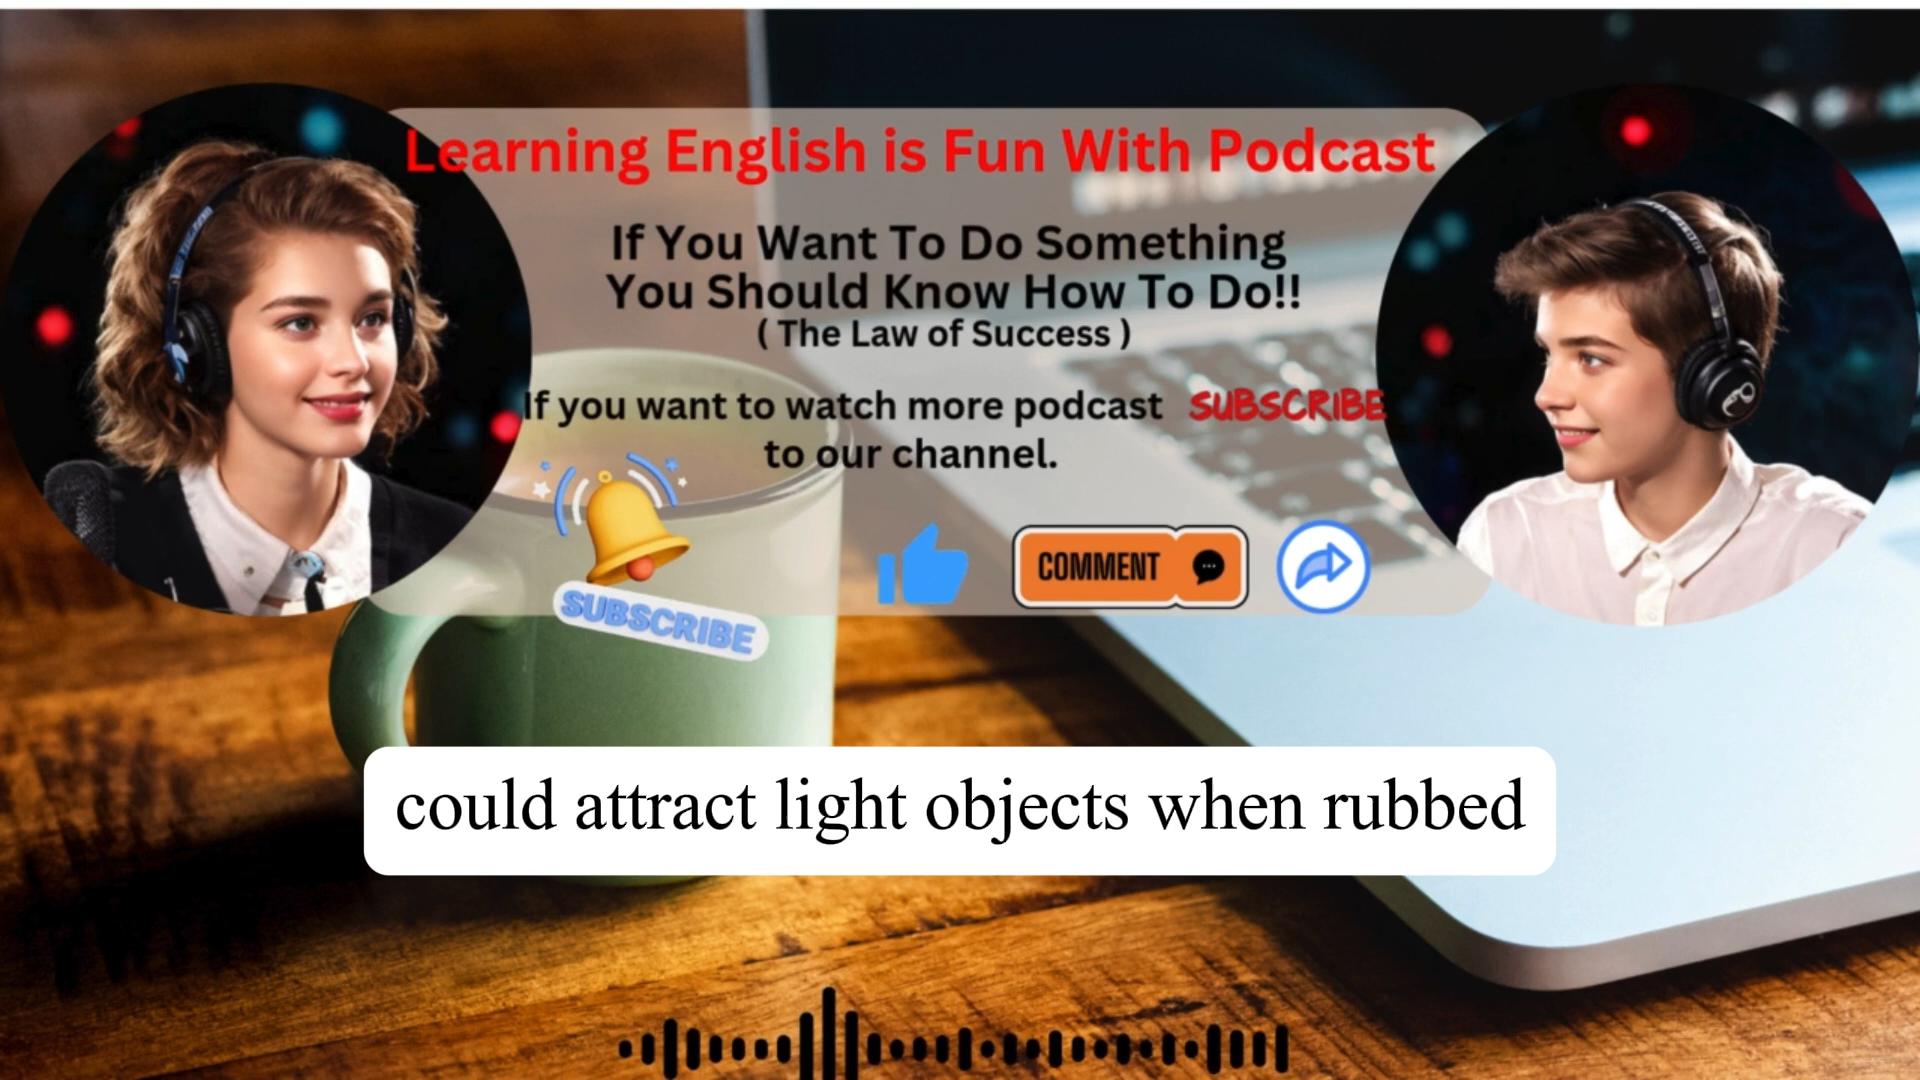 Learning English is Fun With Podcast
If You Want To Do Something
You Should Know How To Do!!
( The Law of Success )
If you want to watch more podcast SUBSCRIBE
to our channel.
COMMENT
SUBSCRIBE
could attract light objects when rubbed